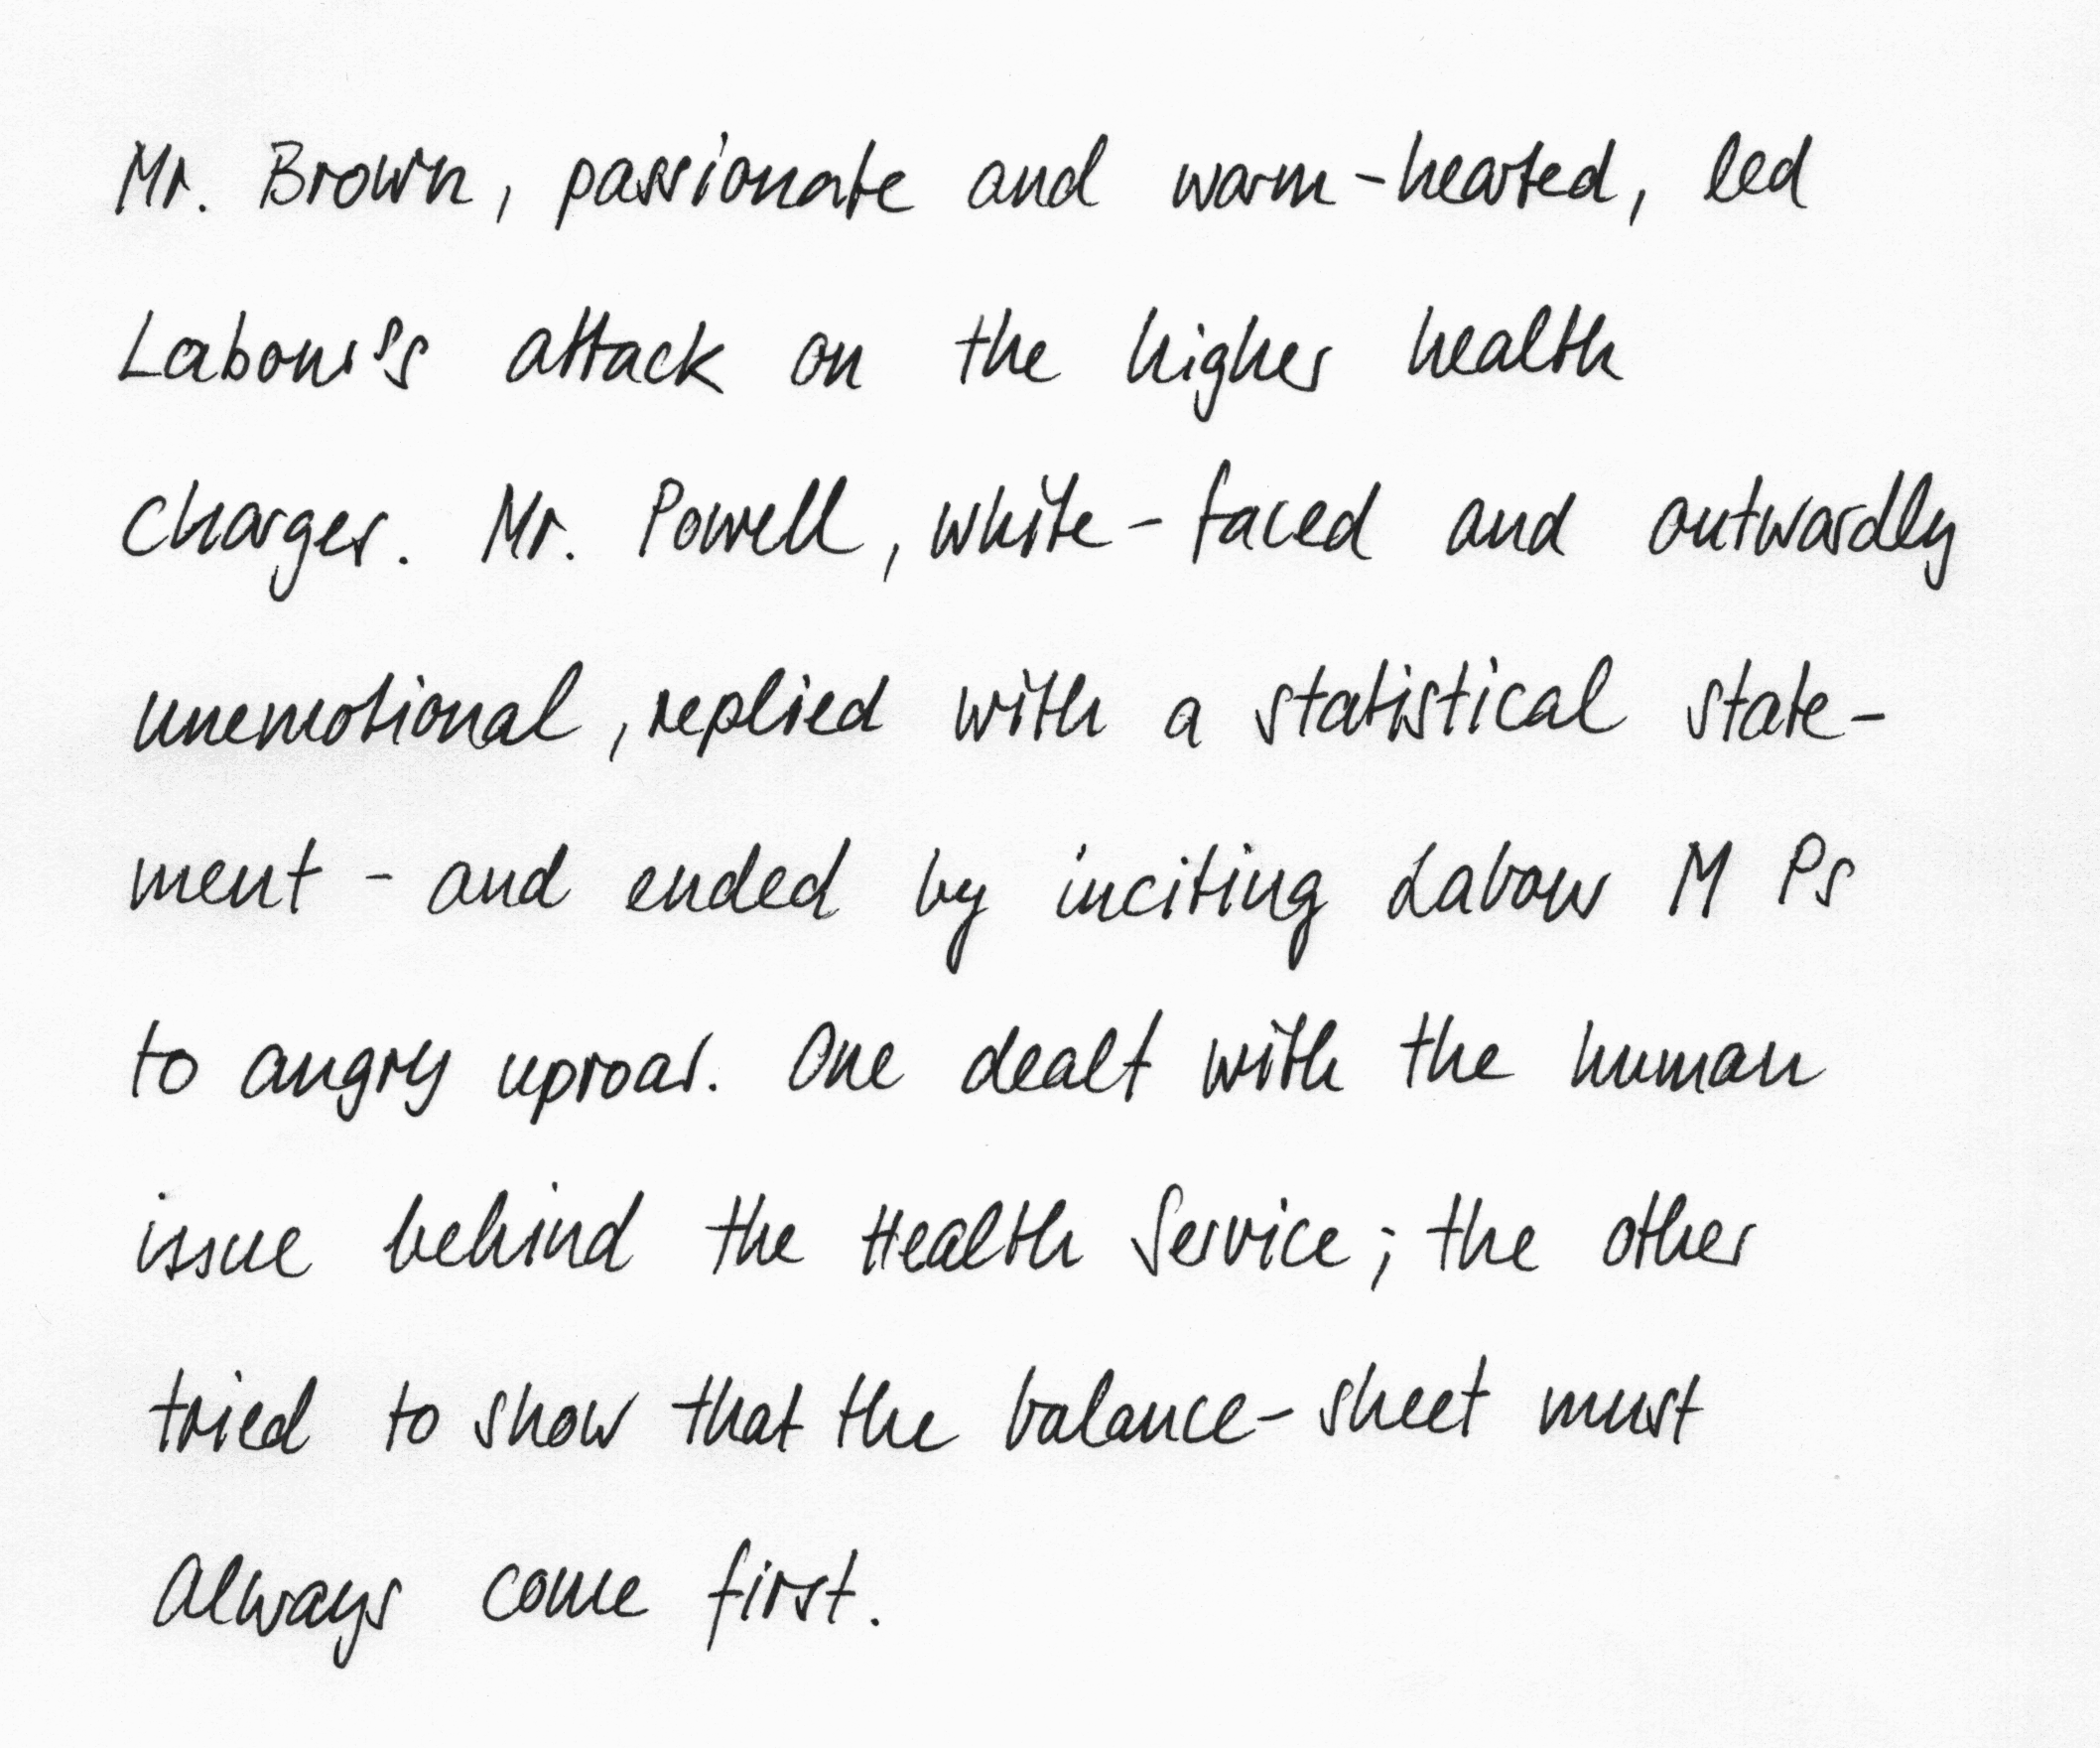 Mr. Brown, passionate and warm-hearted, led
Labour's attack on the higher health
charges. Mr. Powell, white-faced and outwardly
unemotional, replied with a statistical state-
ment - and ended by inciting Labour M Ps
to angry uproar. One dealt with the human
issue behind the Health Service; the other
tried to show that the balance-sheet must
always come first.